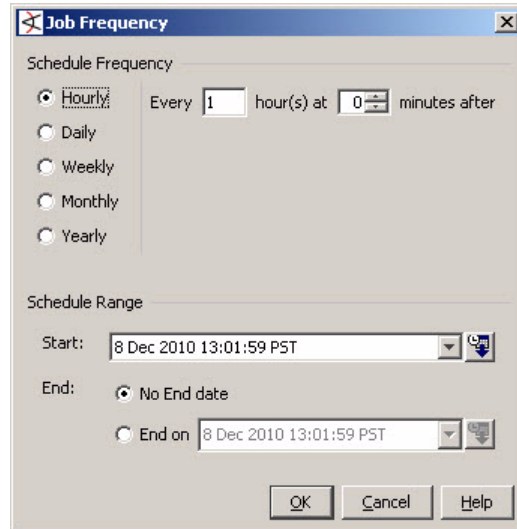 Job Frequency
Schedule Frequency
Hourly Every 1 hour(s) at 0 minutes after
Daily
Weekly
Monthly
Yearly
Schedule Range
Start: 8 Dec 2010 13:01:59 PST
End: No End date
End on 8 Dec 2010 13:01:59 PST
OK Cancel Help